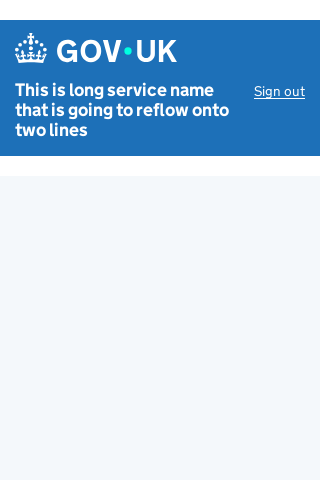 GOV•UK
This is long service name
that is going to reflow onto
two lines
Sign out